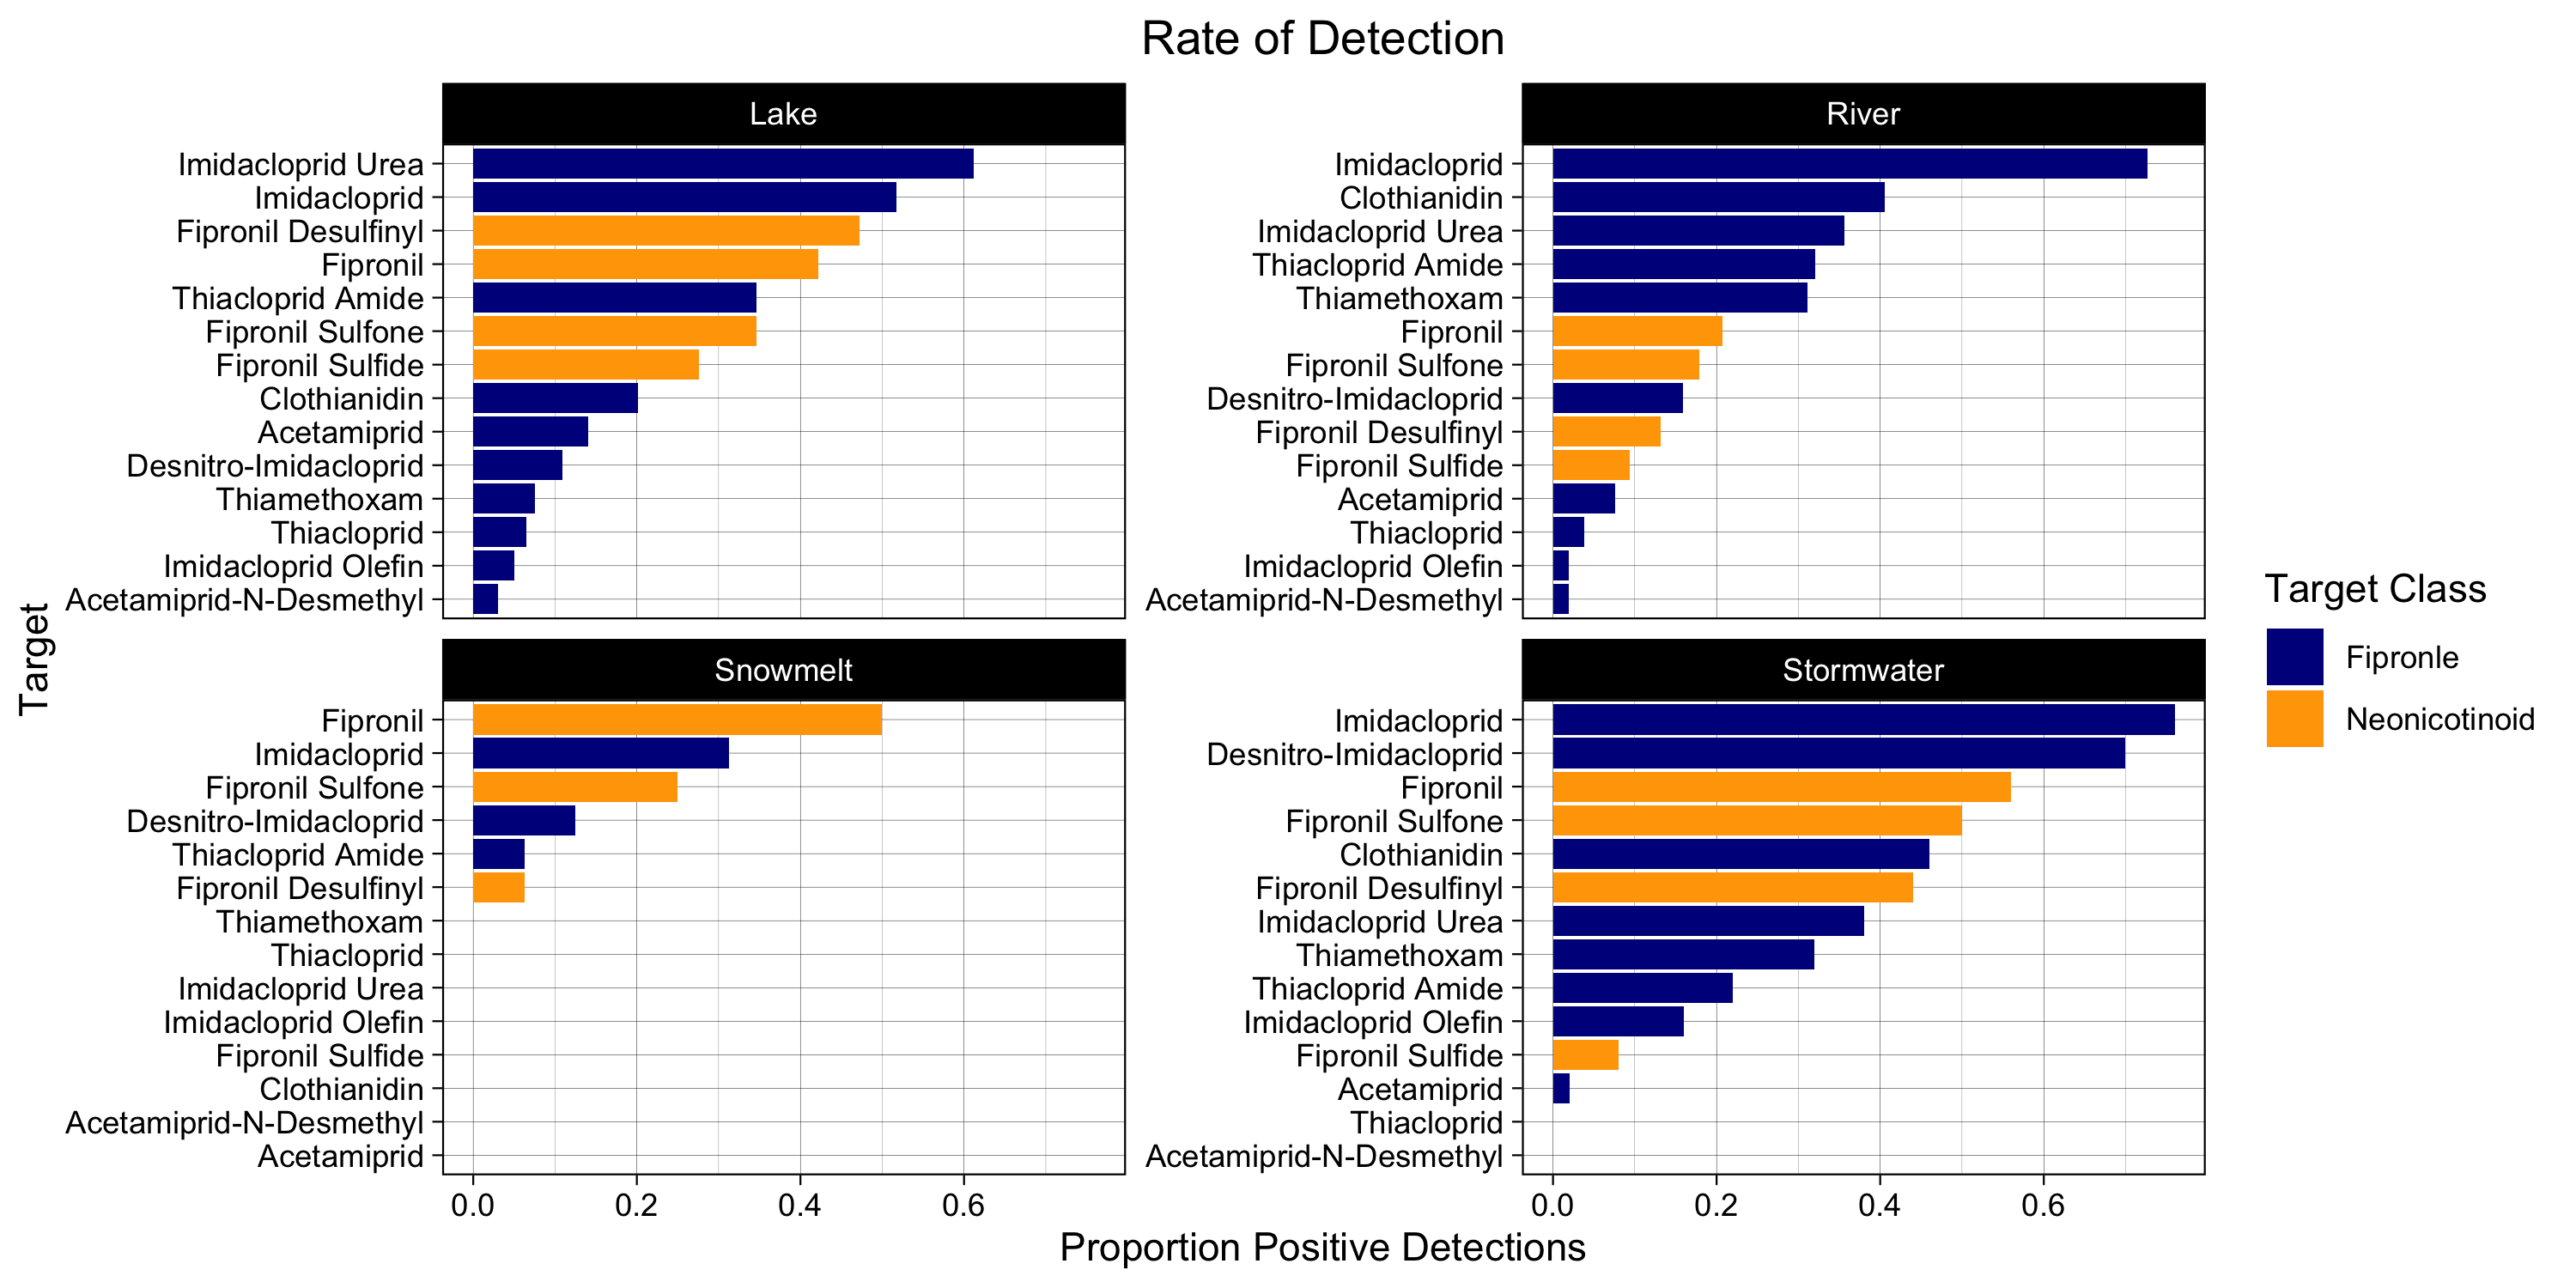 Rate of Detection
Lake
Imidacloprid Urea
Imidacloprid
Fipronil Desulfinyl
Fipronil
Thiacloprid Amide
Fipronil Sulfone
Fipronil Sulfide
Clothianidin
Acetamiprid
Desnitro-Imidacloprid
Thiamethoxam
Thiacloprid
Imidacloprid Olefin
Acetamiprid-N-Desmethyl
River
Imidacloprid
Clothianidin
Imidacloprid Urea
Thiacloprid Amide
Thiamethoxam
Fipronil
Fipronil Sulfone
Desnitro-Imidacloprid
Fipronil Desulfinyl
Fipronil Sulfide
Acetamiprid
Thiacloprid
Imidacloprid Olefin
Acetamiprid-N-Desmethyl
Target
Snowmelt
Fipronil
Imidacloprid
Fipronil Sulfone
Desnitro-Imidacloprid
Thiacloprid Amide
Fipronil Desulfinyl
Thiamethoxam
Thiacloprid
Imidacloprid Urea
Imidacloprid Olefin
Fipronil Sulfide
Clothianidin
Acetamiprid-N-Desmethyl
Acetamiprid
0.0 0.2 0.4 0.6
Stormwater
Imidacloprid
Desnitro-Imidacloprid
Fipronil
Fipronil Sulfone
Clothianidin
Fipronil Desulfinyl
Imidacloprid Urea
Thiamethoxam
Thiacloprid Amide
Imidacloprid Olefin
Fipronil Sulfide
Acetamiprid
Thiacloprid
Acetamiprid-N-Desmethyl
0.0 0.2 0.4 0.6
Proportion Positive Detections
Target Class
Fipronle
Neonicotinoid